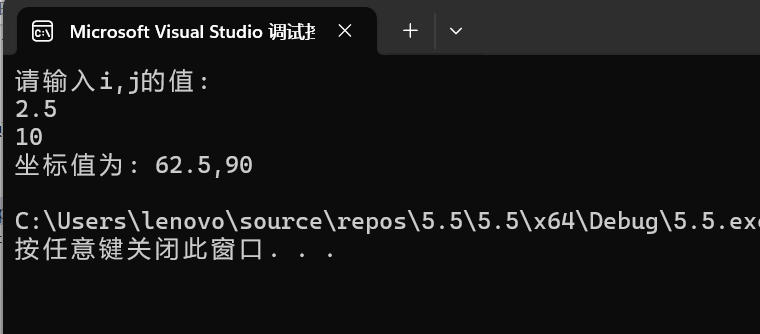 Microsoft Visual Studio 调试控
请输入i,j的值:
2.5
10
坐标值为: 62.5,90
C:\Users\lenovo\source\repos\5.5\5.5\x64\Debug\5.5.exe
按任意键关闭此窗口. . .